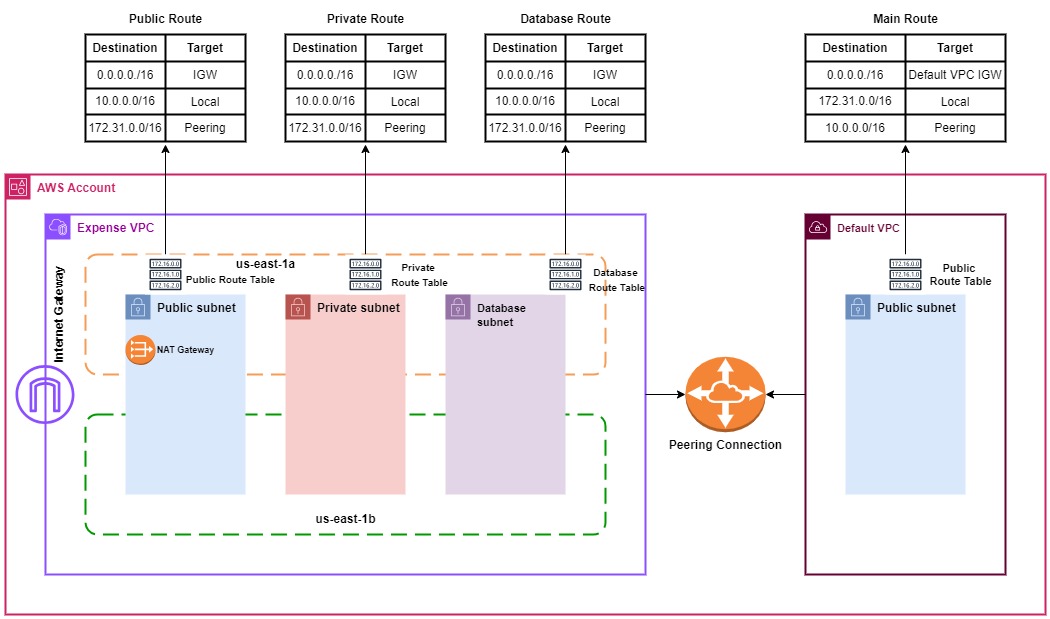 Public Route
Private Route
Database Route
Main Route
Destination Target
0.0.0.0./16 IGW
10.0.0.0/16 Local
172.31.0.0/16 Peering
Destination Target
0.0.0.0./16 IGW
10.0.0.0/16 Local
172.31.0.0/16 Peering
Destination Target
0.0.0.0./16 IGW
10.0.0.0/16 Local
172.31.0.0/16 Peering
Destination Target
0.0.0.0./16 Default VPC IGW
172.31.0.0/16 Local
10.0.0.0/16 Peering
AWS Account
Expense VPC
Internet Gateway
us-east-1a
172.16.0.0
172.16.1.0
172.16.2.0
Public Route Table
172.16.0.0
172.16.1.0
172.16.2.0
Private
Route Table
172.16.0.0
172.16.1.0
172.16.2.0
Database
Route Table
Public subnet
NAT Gateway
Private subnet
Database
subnet
us-east-1b
Peering Connection
Default VPC
172.16.0.0
172.16.1.0
172.16.2.0
Public
Route Table
Public subnet